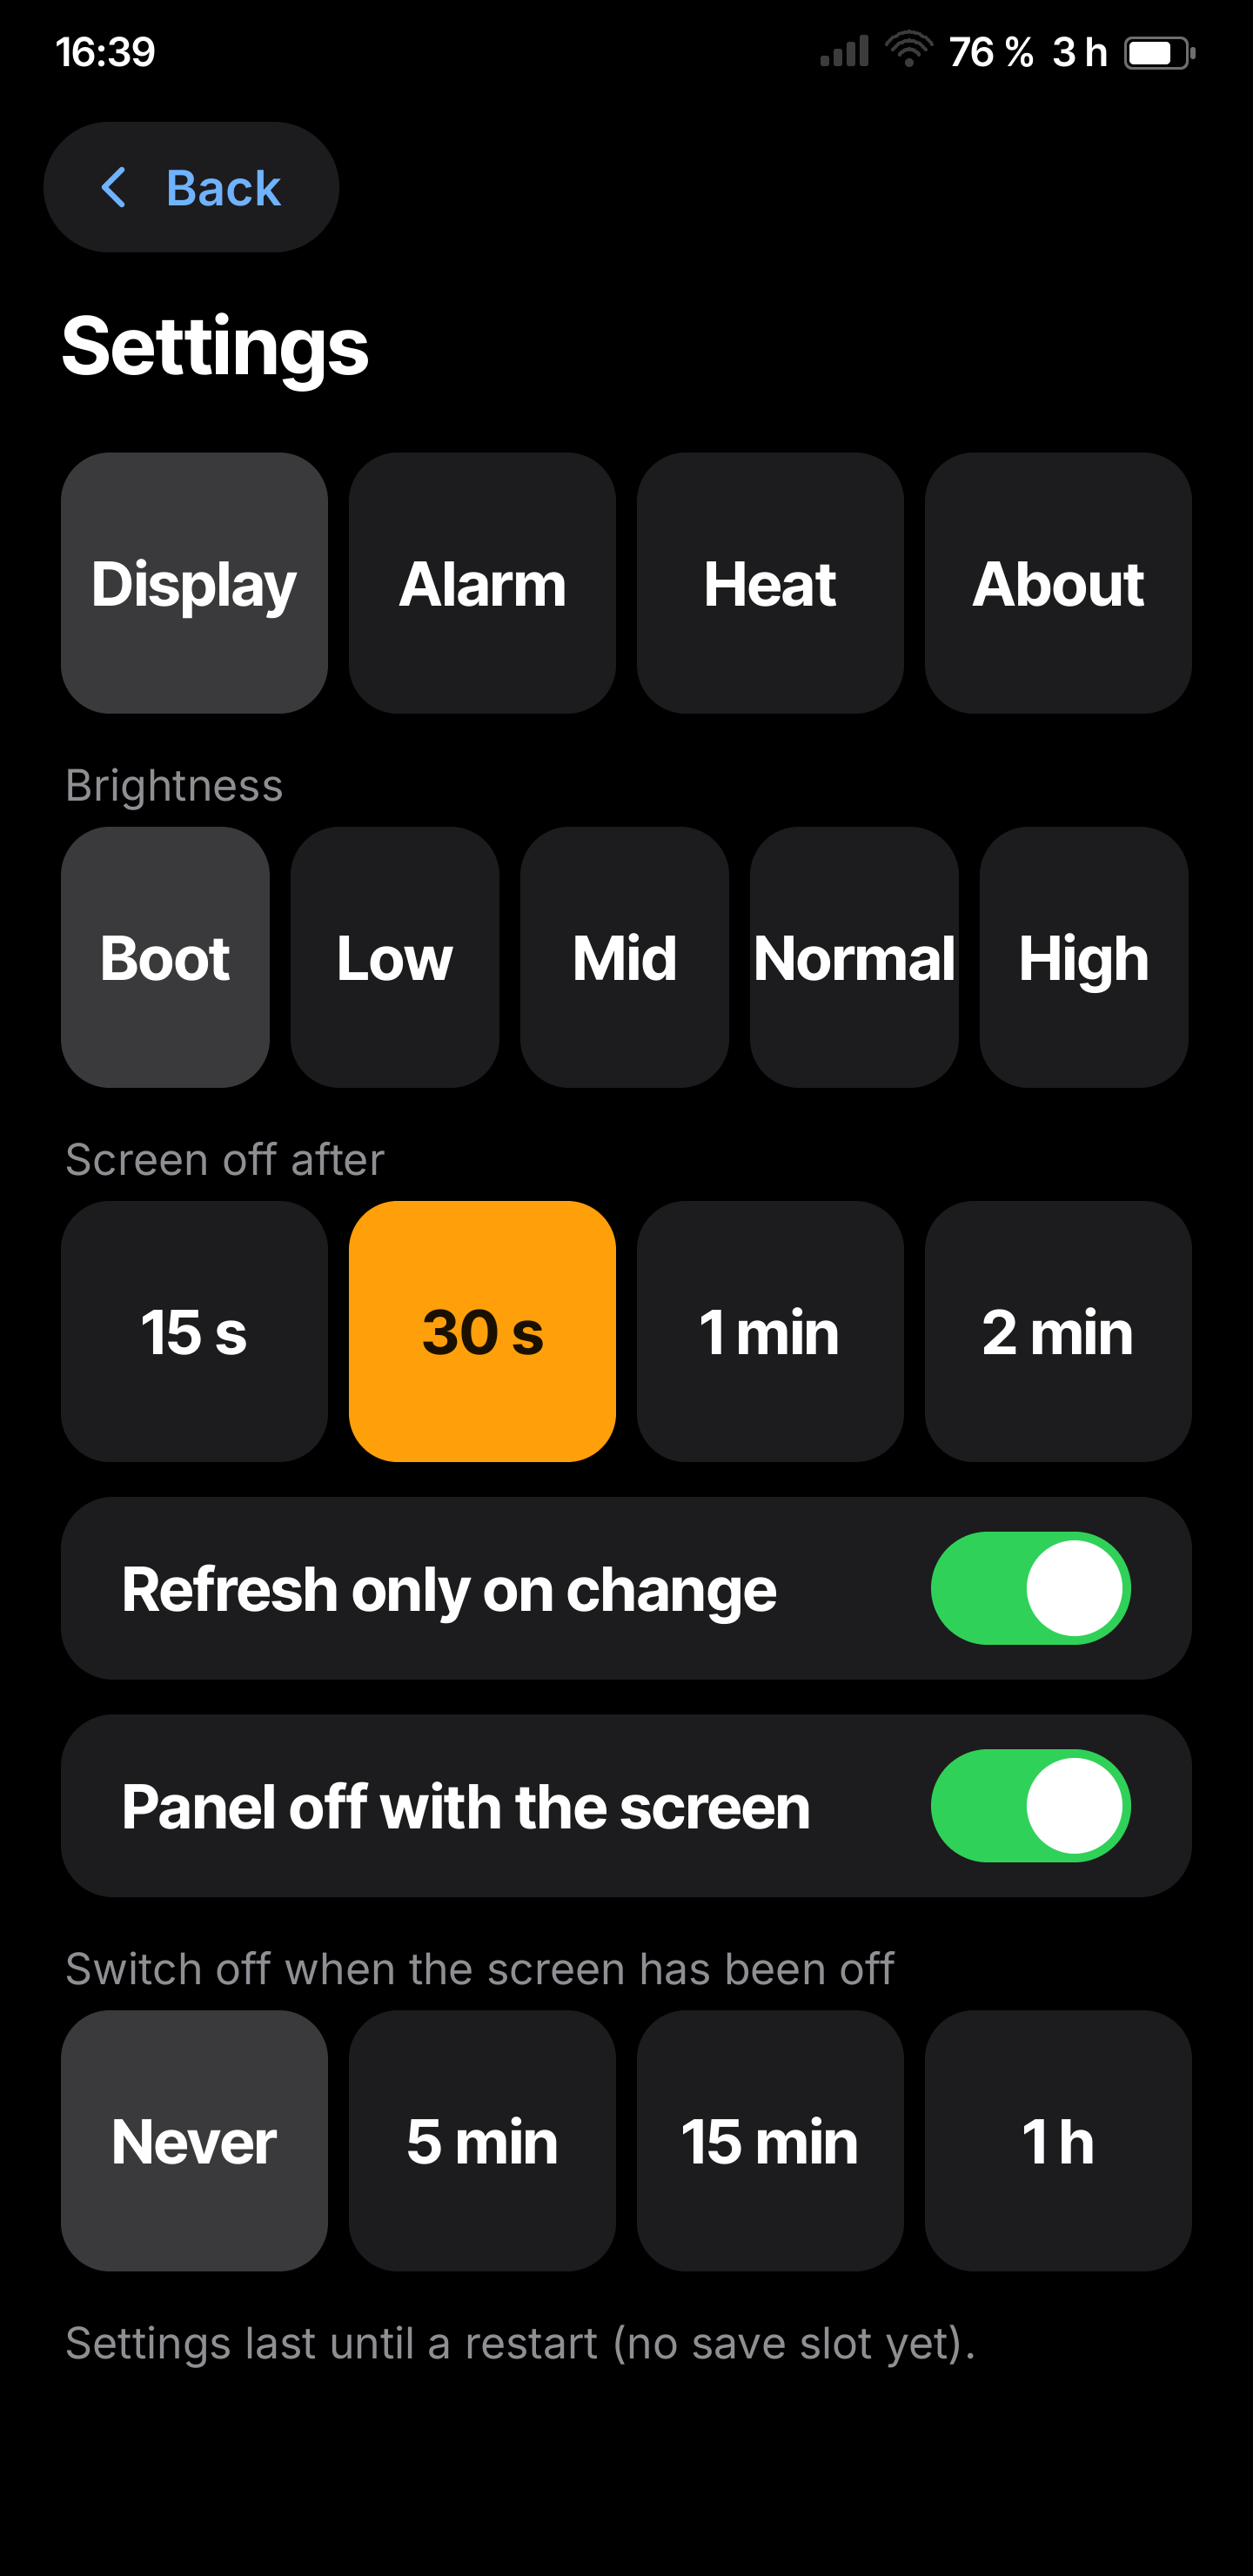 16:39 76 % 3 h
Back
Settings
Display Alarm Heat About
Brightness
Boot Low Mid Normal High
Screen off after
15 s 30 s 1 min 2 min
Refresh only on change
Panel off with the screen
Switch off when the screen has been off
Never 5 min 15 min 1 h
Settings last until a restart (no save slot yet).